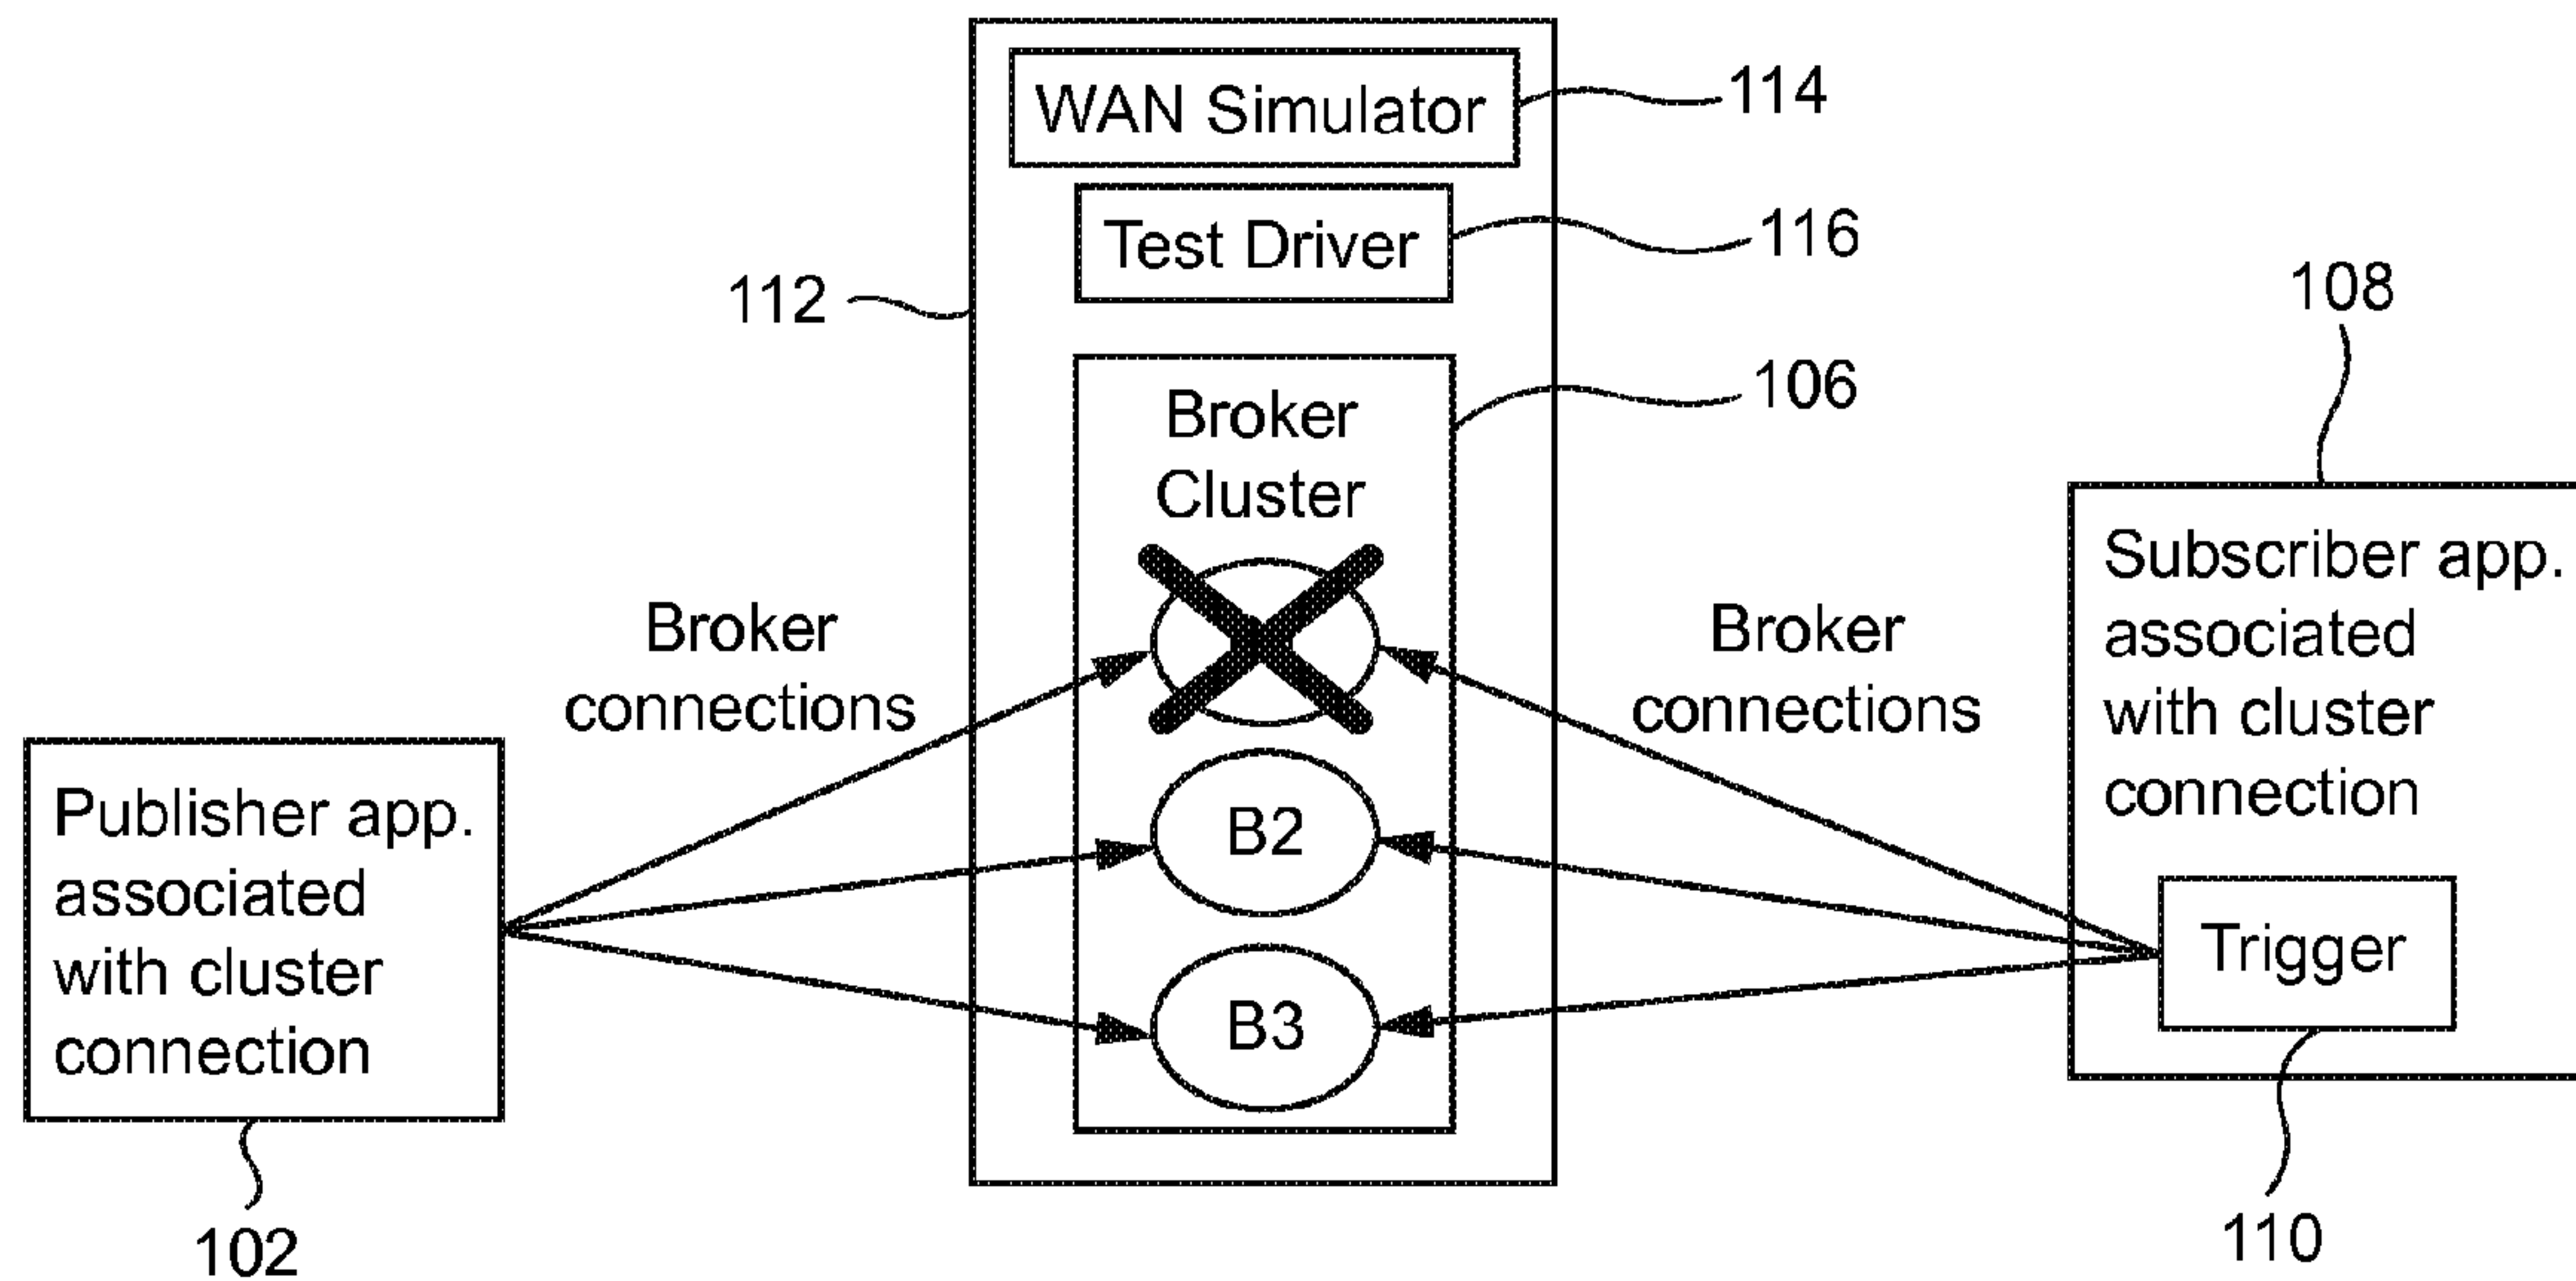 WAN Simulator
114
Test Driver
116
112
108
Broker
Cluster
106
Broker
connections
Broker
connections
Subscriber app.
associated
with cluster
connection
Publisher app.
associated
with cluster
connection
B2
B3
Trigger
102
110